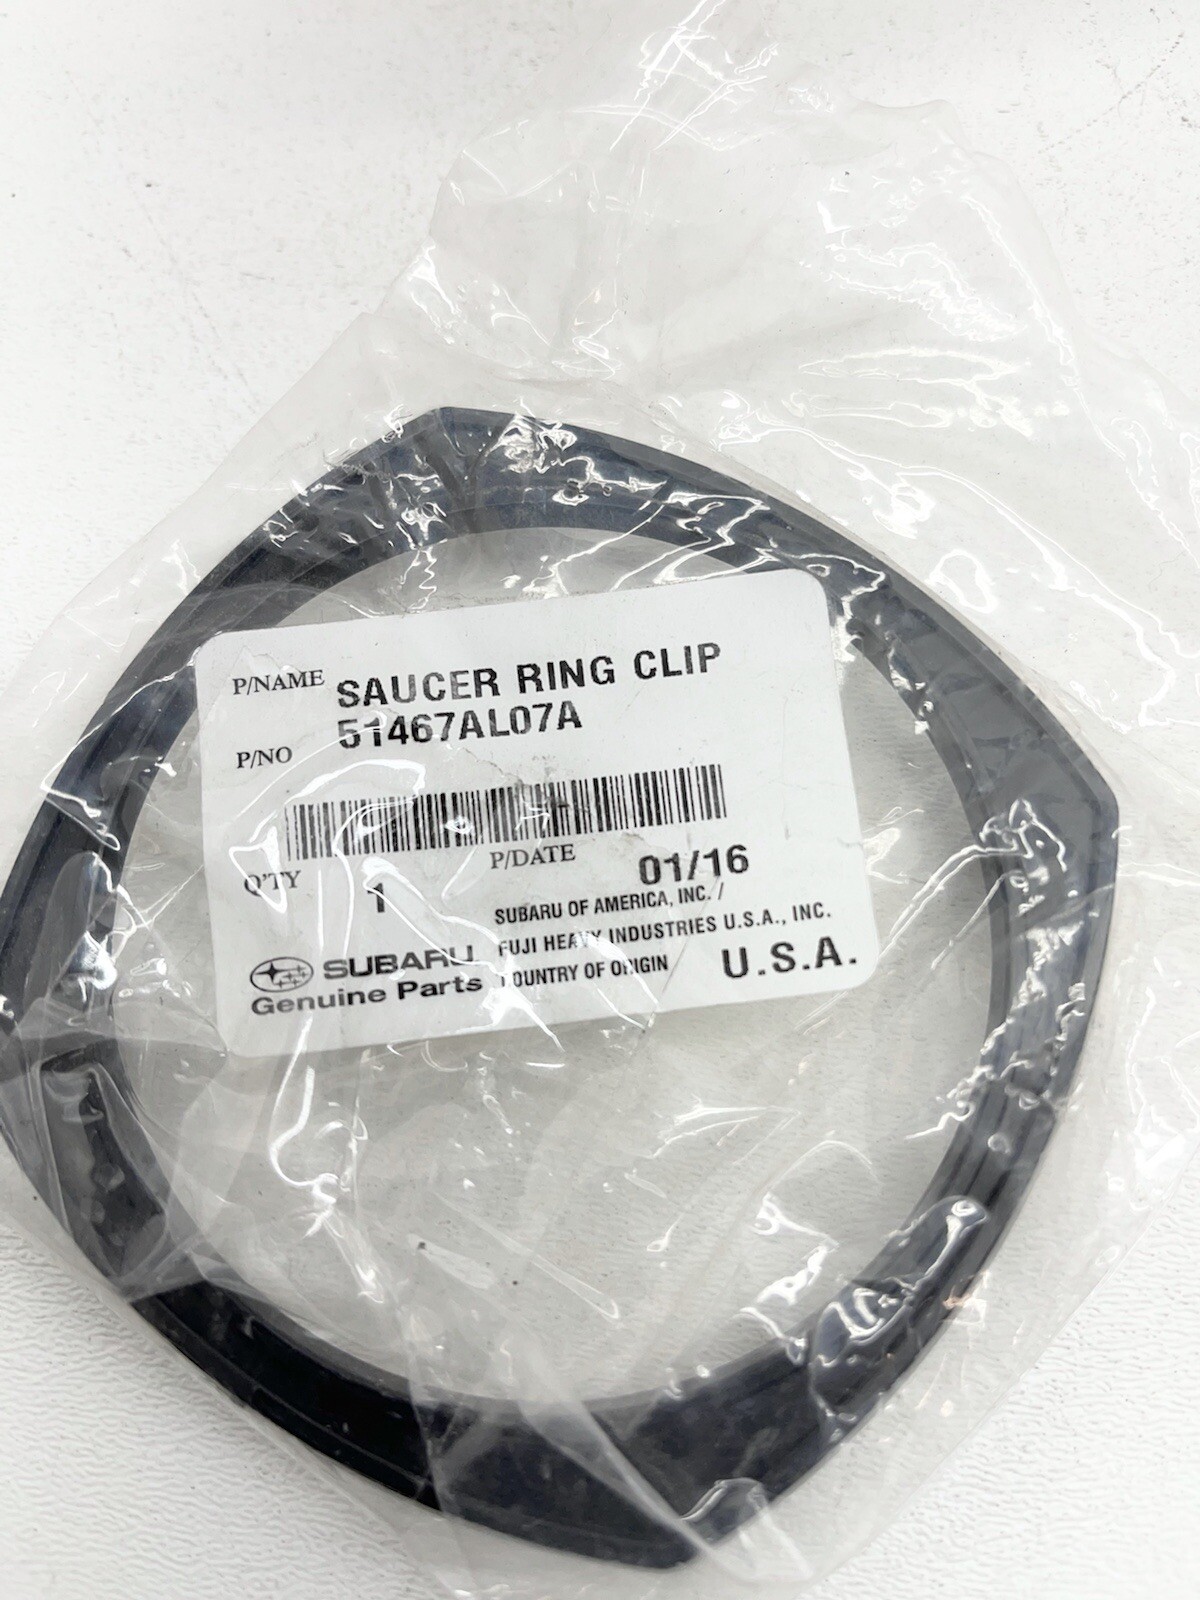 P/NAME SAUCER RING CLIP
P/NO 51467AL07A
Q'TY 1 P/DATE 01/16
SUBARU OF AMERICA, INC. /
FUJI HEAVY INDUSTRIES U.S.A., INC.
COUNTRY OF ORIGIN U.S.A.
SUBARU
Genuine Parts